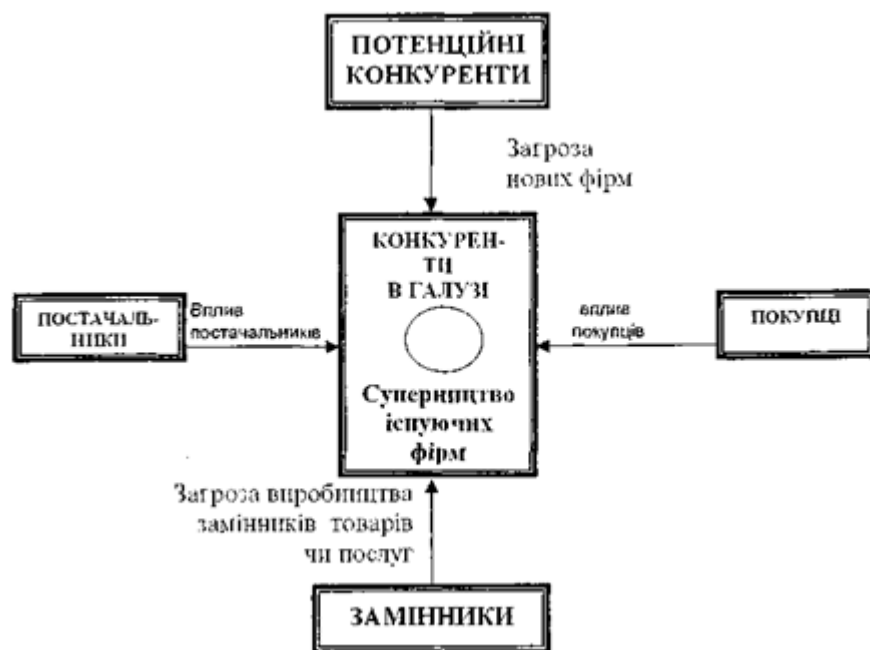 ПОТЕНЦІЙНІ
КОНКУРЕНТИ
Загроза
нових фірм
КОНКУРЕН-
ТИ
В ГАЛУЗІ
ПОСТАЧАЛЬ-
НИКИ
Вплив
постачальників
вплив
покупців
ПОКУПЦІ
Суперництво
існуючих
фірм
Загроза виробництва
замінників товарів
чи послуг
ЗАМІННИКИ